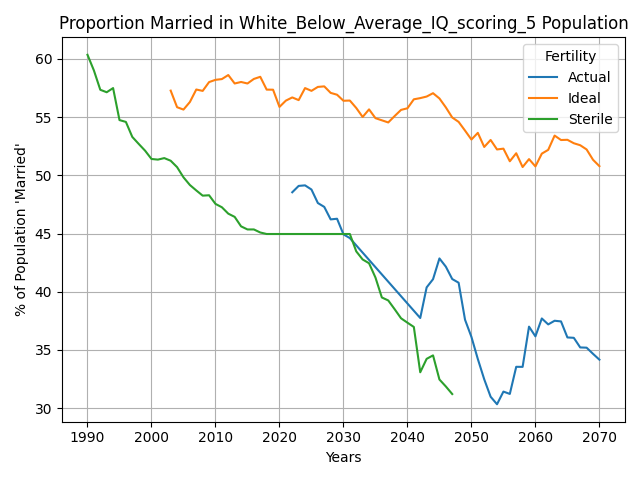 Proportion Married in White_Below_Average_IQ_scoring_5 Population
Fertility
Actual
Ideal
Sterile
% of Population 'Married'
60
55
50
45
40
35
30
1990 2000 2010 2020 2030 2040 2050 2060 2070
Years